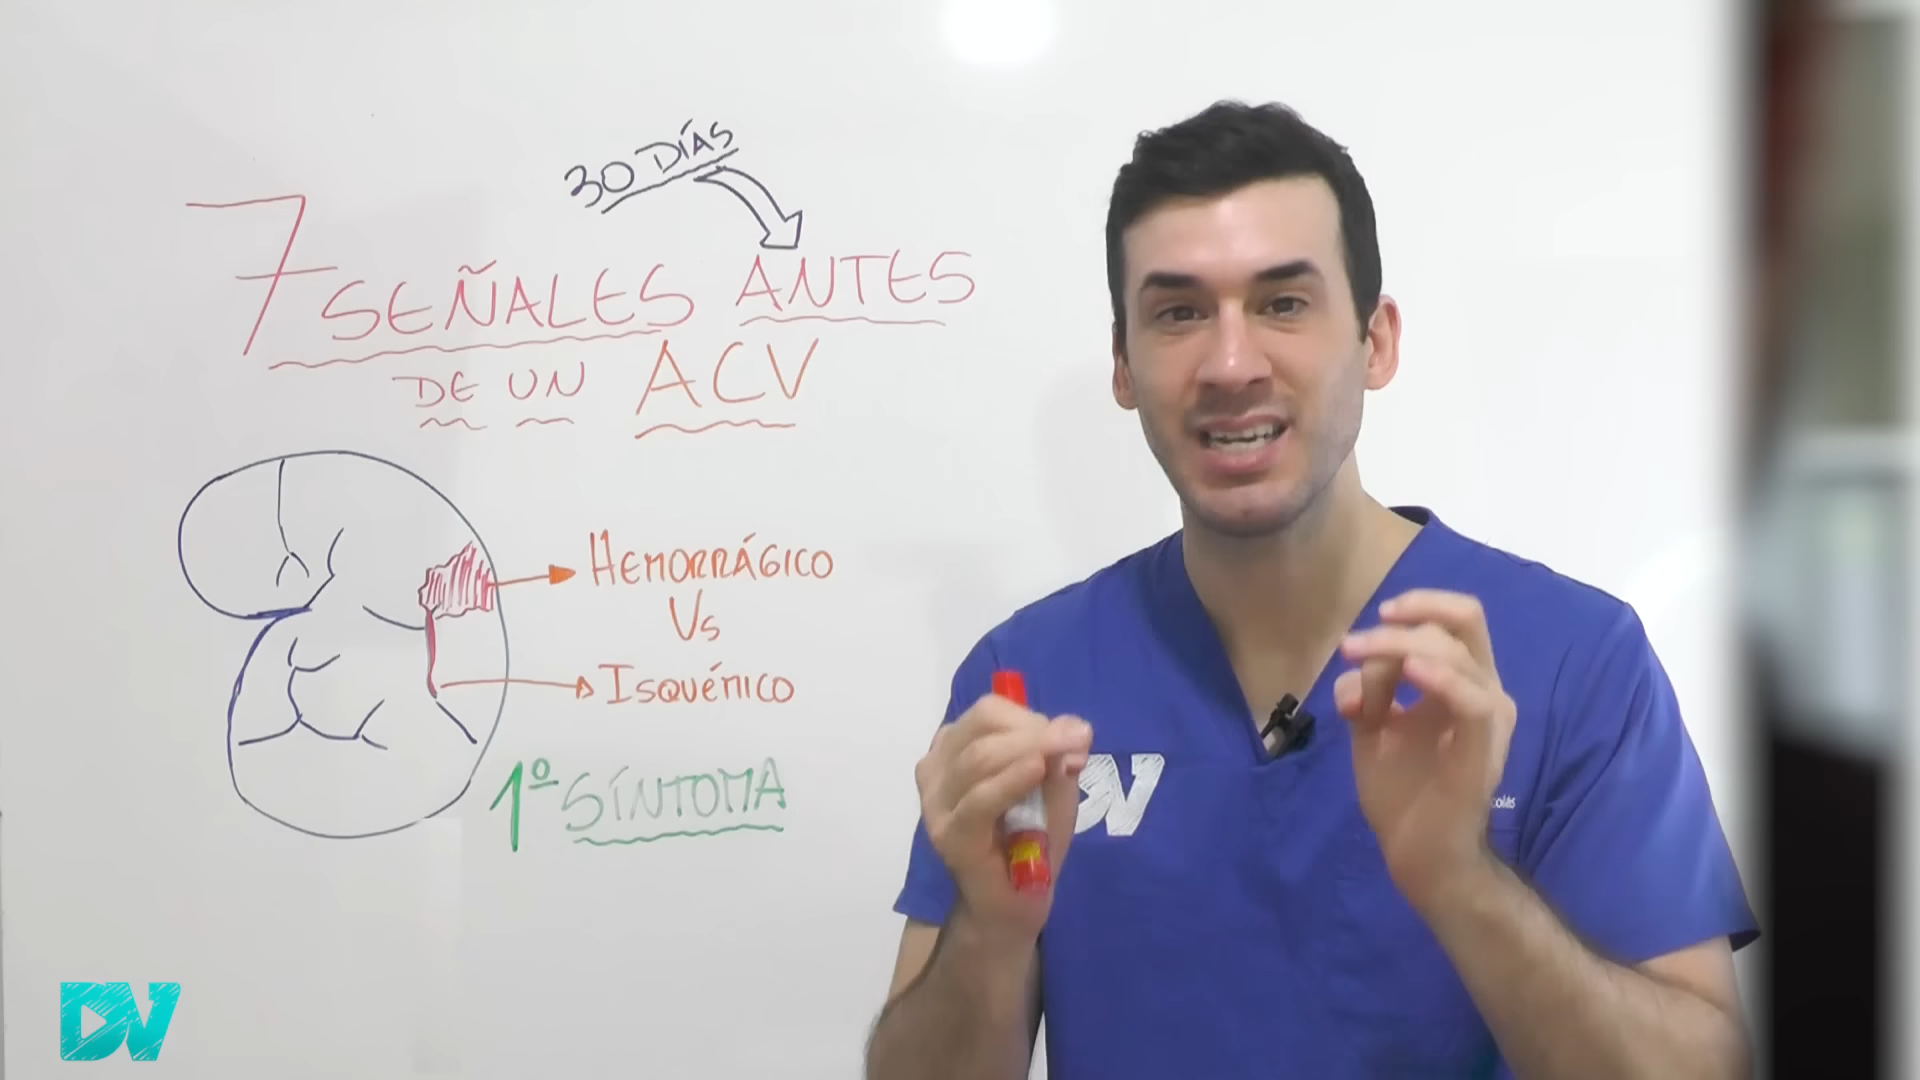 30 DÍAS
7 SEÑALES ANTES
DE UN ACV
HEMORRÁGICO
Vs
ISQUÉMICO
1º SÍNTOMA
DV
DV